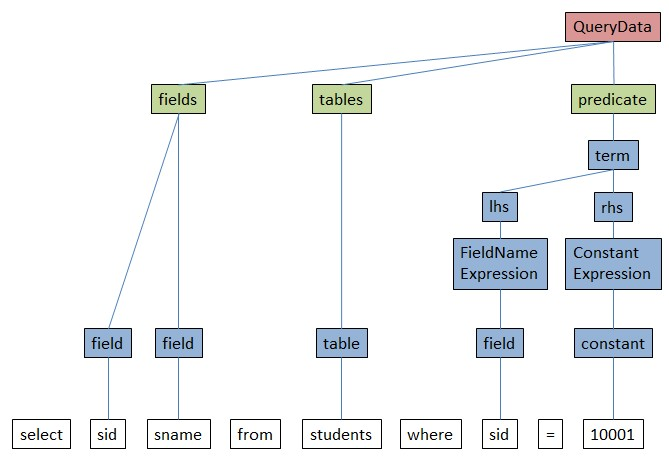 QueryData
fields tables predicate
term
lhs rhs
FieldName Constant
Expression Expression
field field table field constant
select sid sname from students where sid = 10001